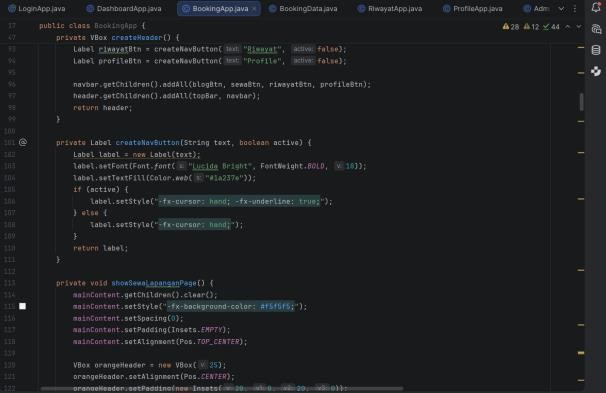 LoginApp.java DashboardApp.java BookingApp.java × BookingData.java RiwayatApp.java ProfileApp.java Adm
17 public class BookingApp { 28 12 44
47 private VBox createHeader() {
93 Label riwayatBtn = createNavButton( text: "Riwayat", active: false);
94 Label profileBtn = createNavButton( text: "Profile", active: false);
95
96 navbar.getChildren().addAll(blogBtn, sewaBtn, riwayatBtn, profileBtn);
97 header.getChildren().addAll(topBar, navbar);
98 return header;
99 }
100
101 private Label createNavButton(String text, boolean active) {
102 Label label = new Label(text);
103 label.setFont(Font.font( s: "Lucida Bright", FontWeight.BOLD, v: 18));
104 label.setTextFill(Color.web( s: "#1a237e"));
105 if (active) {
106 label.setStyle("-fx-cursor: hand; -fx-underline: true;");
107 } else {
108 label.setStyle("-fx-cursor: hand;");
109 }
110 return label;
111 }
112
113 private void showSewaLapanganPage() {
114 mainContent.getChildren().clear();
115 mainContent.setStyle("-fx-background-color: #f5f5f5;");
116 mainContent.setSpacing(0);
117 mainContent.setPadding(Insets.EMPTY);
118 mainContent.setAlignment(Pos.TOP_CENTER);
119
120 VBox orangeHeader = new VBox( v: 25);
121 orangeHeader.setAlignment(Pos.CENTER);
122 orangeHeader.setPadding(new Insets( v: 20, v1: 0, v2: 20, v3: 0));